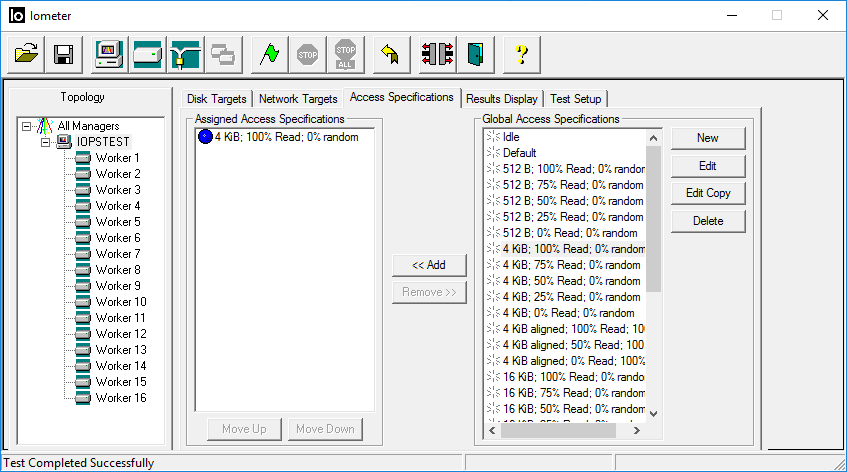 Io Iometer
STOP
STOP
ALL
?
Topology
All Managers
IOPSTEST
Worker 1
Worker 2
Worker 3
Worker 4
Worker 5
Worker 6
Worker 7
Worker 8
Worker 9
Worker 10
Worker 11
Worker 12
Worker 13
Worker 14
Worker 15
Worker 16
Disk Targets
Network Targets
Access Specifications
Results Display
Test Setup
Assigned Access Specifications
4 KiB; 100% Read; 0% random
Move Up
Move Down
<< Add
Remove >>
Global Access Specifications
Idle
Default
512 B; 100% Read; 0% random
512 B; 75% Read; 0% random
512 B; 50% Read; 0% random
512 B; 25% Read; 0% random
512 B; 0% Read; 0% random
4 KiB; 100% Read; 0% random
4 KiB; 75% Read; 0% random
4 KiB; 50% Read; 0% random
4 KiB; 25% Read; 0% random
4 KiB; 0% Read; 0% random
4 KiB aligned; 100% Read; 10
4 KiB aligned; 50% Read; 100
4 KiB aligned; 0% Read; 100%
16 KiB; 100% Read; 0% rando
16 KiB; 75% Read; 0% random
16 KiB; 50% Read; 0% random
New
Edit
Edit Copy
Delete
Test Completed Successfully